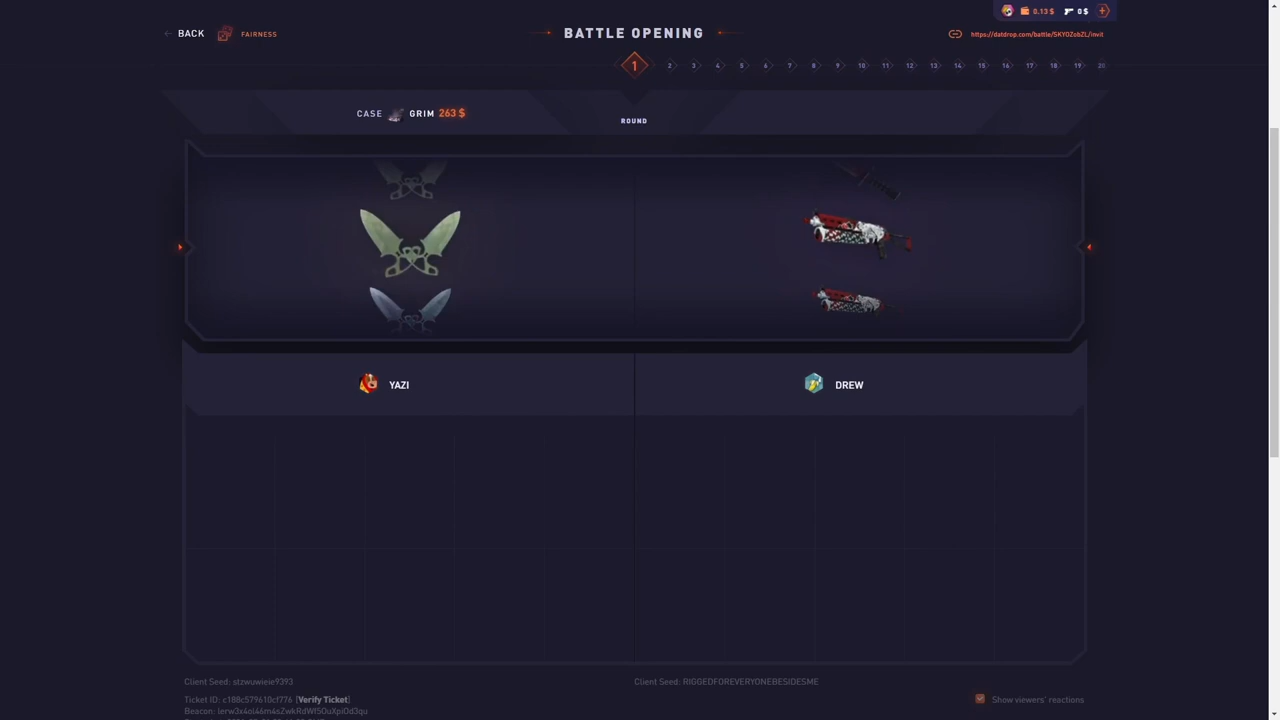 0.13 $ 0 $
BACK FAIRNESS BATTLE OPENING https://datdrop.com/battle/SKYOZobZL/invit
1 2 3 4 5 6 7 8 9 10 11 12 13 14 15 16 17 18 19 20
CASE GRIM 263 $
ROUND
YAZI DREW
Client Seed: stzwuwieie9393 Client Seed: RIGGEDFOREVERYONEBESIDESME
Ticket ID: c188c579610cf776 [Verify Ticket] Show viewers' reactions
Beacon: